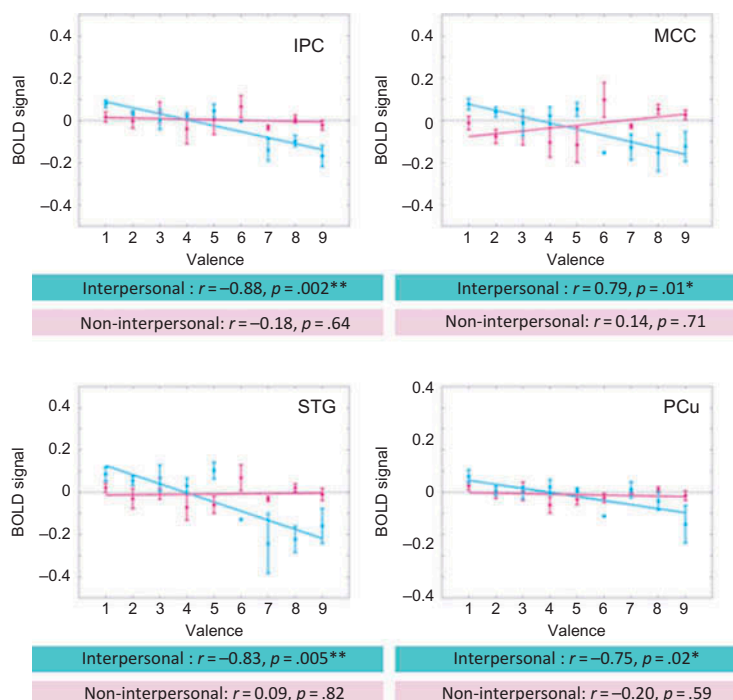 IPC
BOLD signal
0.4
0.2
0
–0.2
–0.4
1 2 3 4 5 6 7 8 9
Valence
Interpersonal : r = –0.88, p = .002**
Non-interpersonal: r = –0.18, p = .64
MCC
BOLD signal
0.4
0.2
0
–0.2
–0.4
1 2 3 4 5 6 7 8 9
Valence
Interpersonal : r = 0.79, p = .01*
Non-interpersonal: r = 0.14, p = .71
STG
BOLD signal
0.4
0.2
0
–0.2
–0.4
1 2 3 4 5 6 7 8 9
Valence
Interpersonal : r = –0.83, p = .005**
Non-interpersonal: r = 0.09, p = .82
PCu
BOLD signal
0.4
0.2
0
–0.2
–0.4
1 2 3 4 5 6 7 8 9
Valence
Interpersonal : r = –0.75, p = .02*
Non-interpersonal: r = –0.20, p = .59